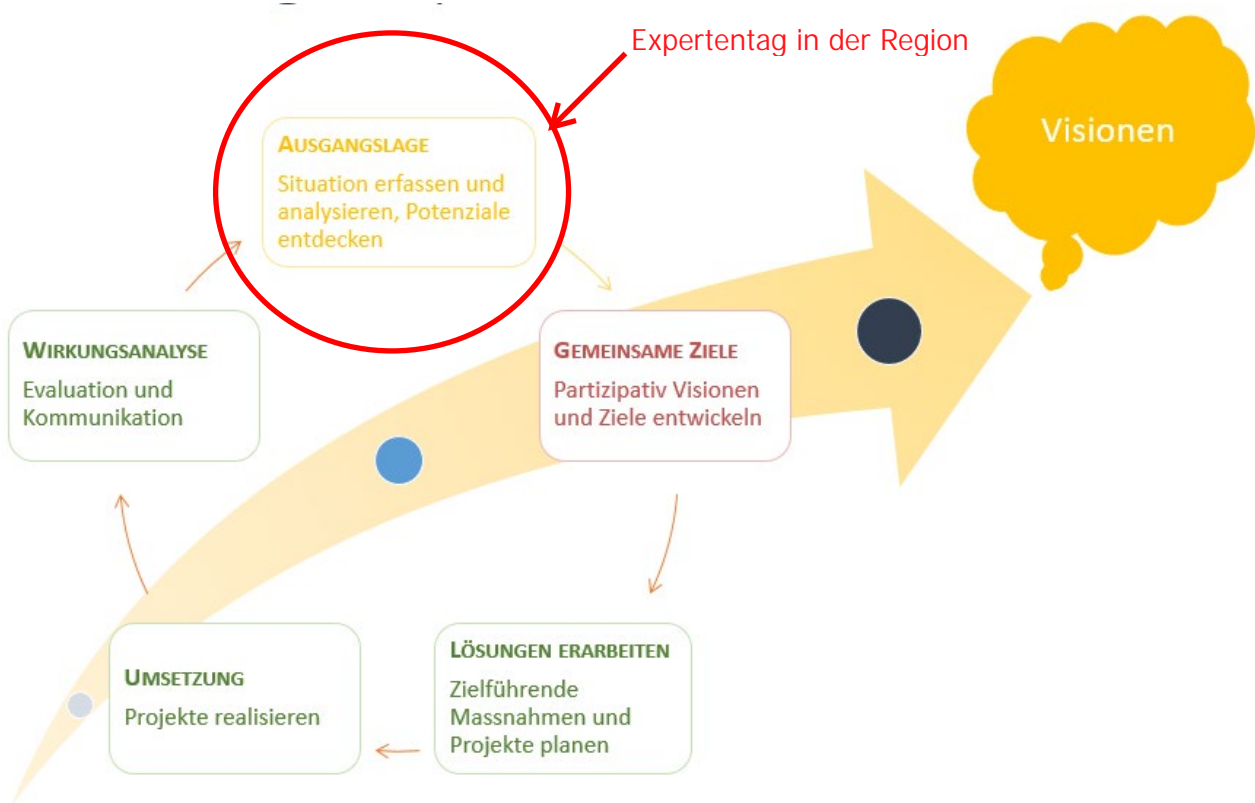 Expertentag in der Region
Visionen
AUSGANGSLAGE
Situation erfassen und
analysieren, Potenziale
entdecken
WIRKUNGSANALYSE
Evaluation und
Kommunikation
GEMEINSAME ZIELE
Partizipativ Visionen
und Ziele entwickeln
UMSETZUNG
Projekte realisieren
LÖSUNGEN ERARBEITEN
Zielführende
Massnahmen und
Projekte planen